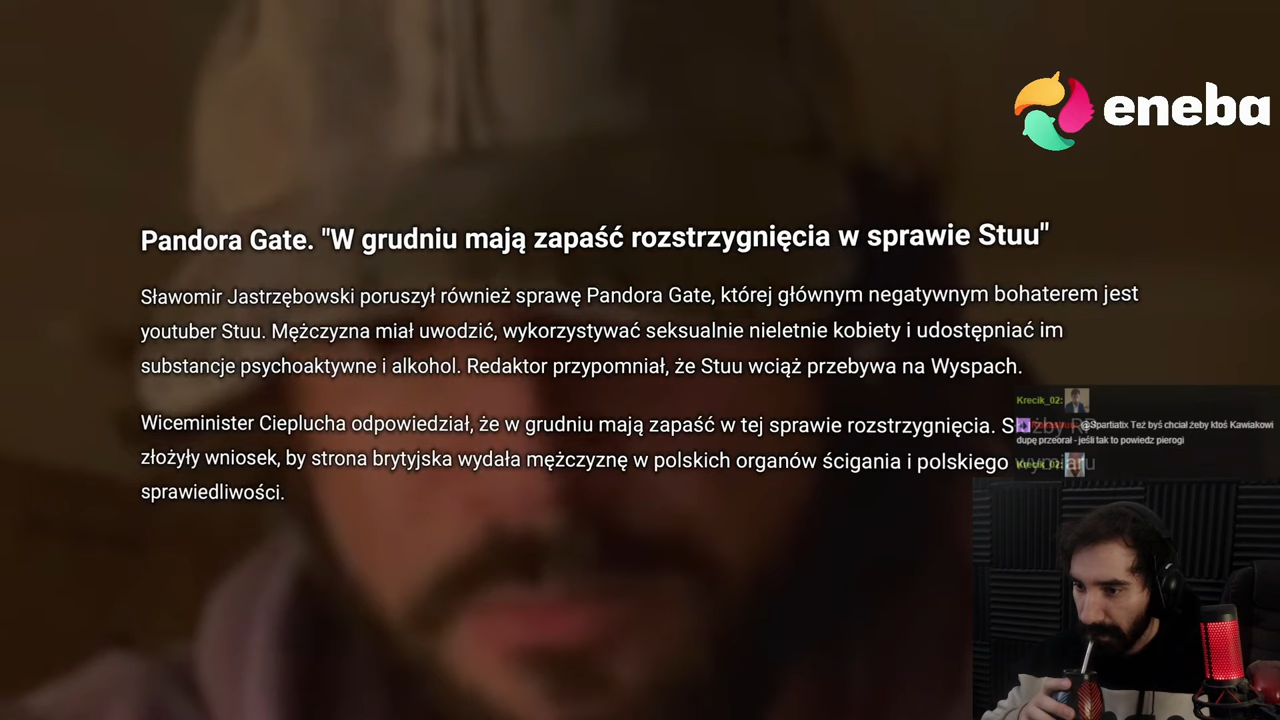 eneba
Pandora Gate. "W grudniu mają zapaść rozstrzygnięcia w sprawie Stuu"
Sławomir Jastrzębowski poruszył również sprawę Pandora Gate, której głównym negatywnym bohaterem jest
youtuber Stuu. Mężczyzna miał uwodzić, wykorzystywać seksualnie nieletnie kobiety i udostępniać im
substancje psychoaktywne i alkohol. Redaktor przypomniał, że Stuu wciąż przebywa na Wyspach.
Wiceminister Cieplucha odpowiedział, że w grudniu mają zapaść w tej sprawie rozstrzygnięcia.
złożyły wniosek, by strona brytyjska wydała mężczyznę w polskich organów ścigania i polskiego wymiaru
sprawiedliwości.
Krecik_02:
@Spartiatix Też byś chciał żeby ktoś Kawiakowi
dupę przeorał - jeśli tak to powiedz pierogi
Krecik_02: